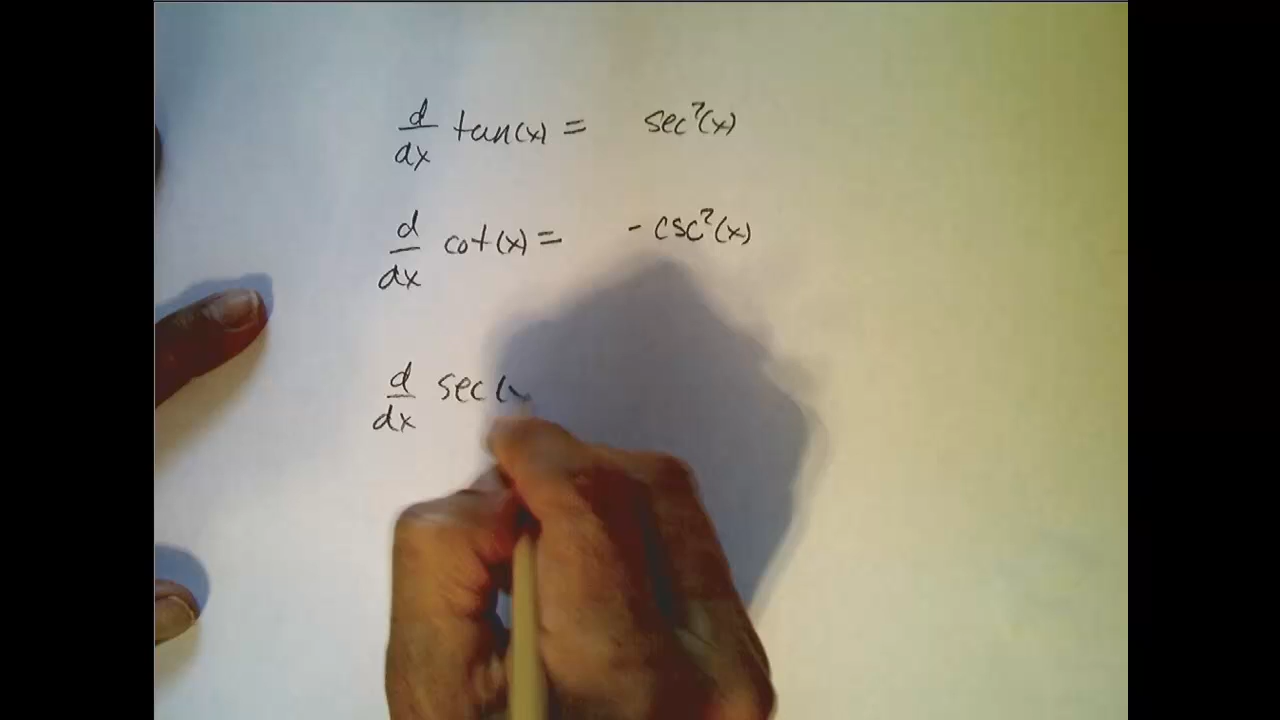 d/dx tan(x) = sec²(x)
d/dx cot(x) = - csc²(x)
d/dx sec(x